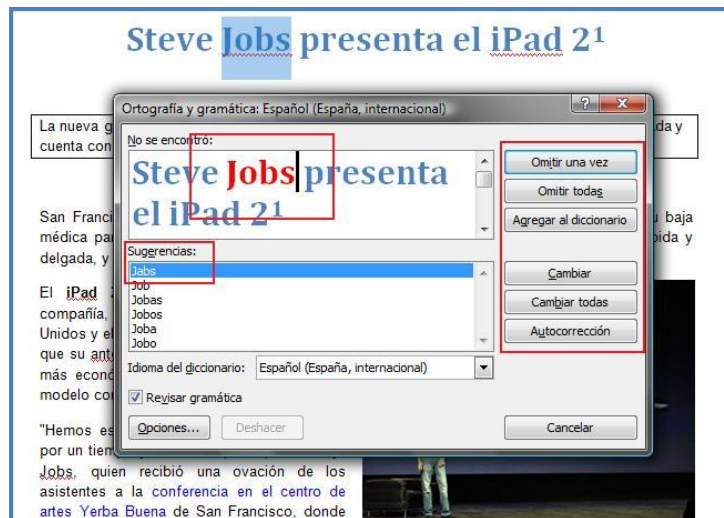 Steve Jobs presenta el iPad 2¹
Ortografía y gramática: Español (España, internacional)
La nueva g
da y
cuenta con
No se encontró:
Steve Jobs presenta
el iPad 2¹
Omitir una vez
Omitir todas
Agregar al diccionario
San Franci
baja
médica par
pida y
delgada, y
Sugerencias:
Jabs
Job
Jobas
Jobos
Joba
Jobo
Cambiar
Cambiar todas
Autocorrección
El iPad 2
compañía,
Unidos y el
que su ant
más econó
modelo co
Idioma del diccionario: Español (España, internacional)
Revisar gramática
Opciones... Deshacer Cancelar
"Hemos es
por un tiem
Jobs, quien recibió una ovación de los
asistentes a la conferencia en el centro de
artes Yerba Buena de San Francisco, donde